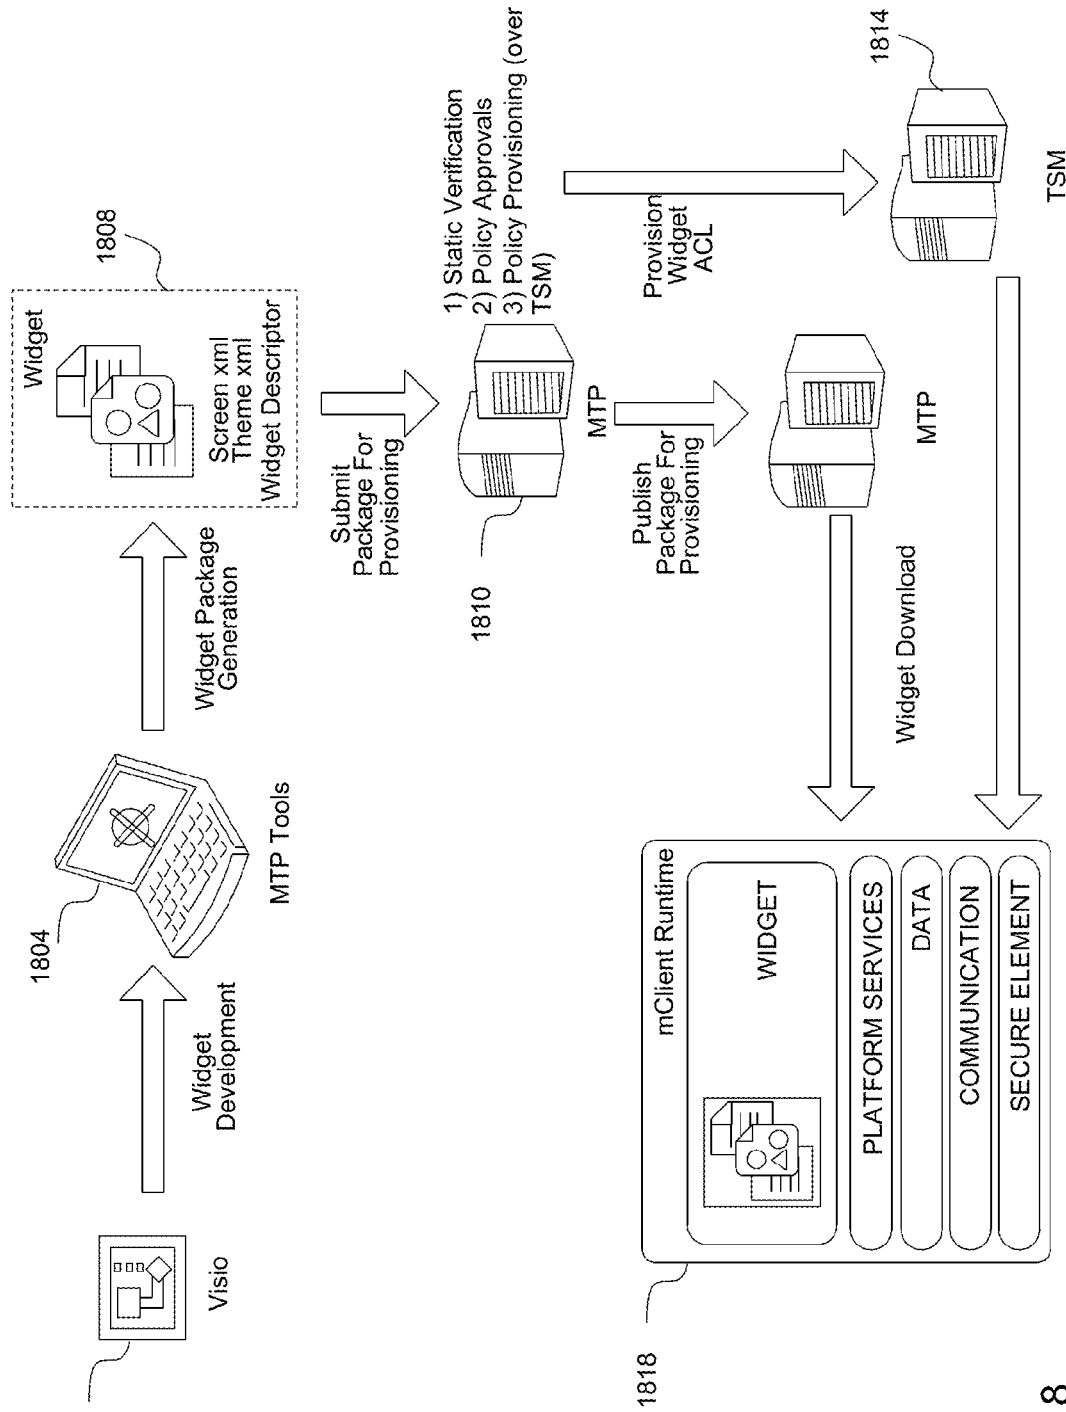 Visio
Widget
Development
1804
MTP Tools
Widget Package
Generation
1808
Widget
Screen xml
Theme xml
Widget Descriptor
Submit
Package For
Provisioning
1) Static Verification
2) Policy Approvals
3) Policy Provisioning (over
TSM)
1810
MTP
Publish
Package For
Provisioning
MTP
Provision
Widget
ACL
1814
TSM
Widget Download
1818
mClient Runtime
WIDGET
PLATFORM SERVICES
DATA
COMMUNICATION
SECURE ELEMENT
8